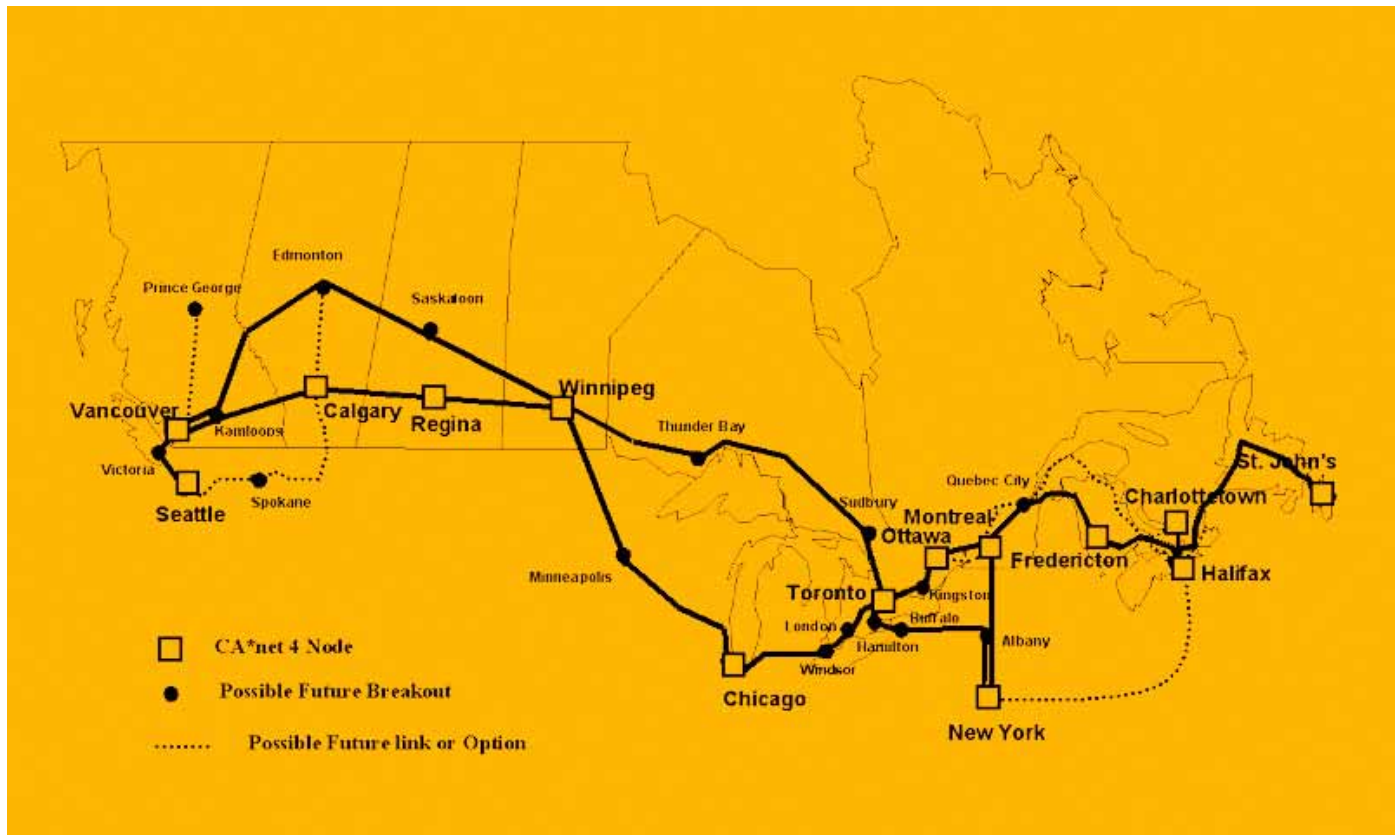 Edmonton
Prince George
Saskatoon
Winnipeg
Vancouver
Kamloops
Calgary
Regina
Thunder Bay
Victoria
Seattle
Spokane
Sudbury
Quebec City
St. John's
Charlottetown
Montreal
Ottawa
Fredericton
Halifax
Minneapolis
Toronto
Kingston
London
Buffalo
Hamilton
Albany
Windsor
Chicago
New York
CA*net 4 Node
Possible Future Breakout
Possible Future link or Option